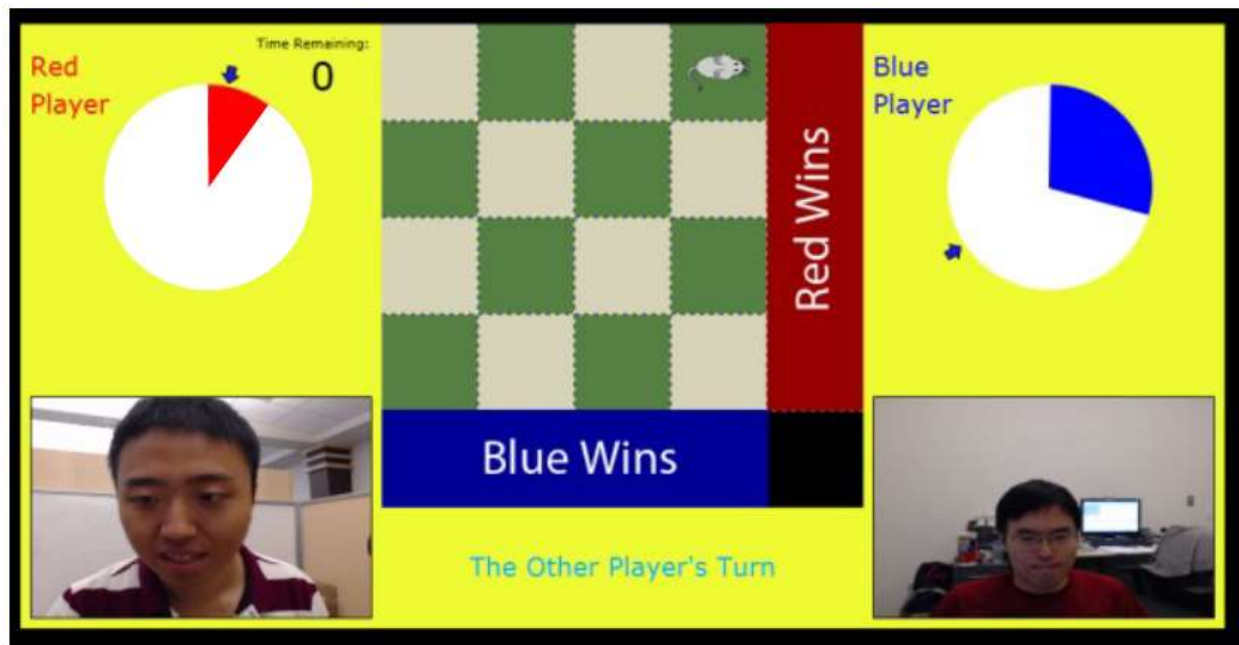 Red
Player
Time Remaining:
0
Red Wins
Blue
Player
Blue Wins
The Other Player's Turn